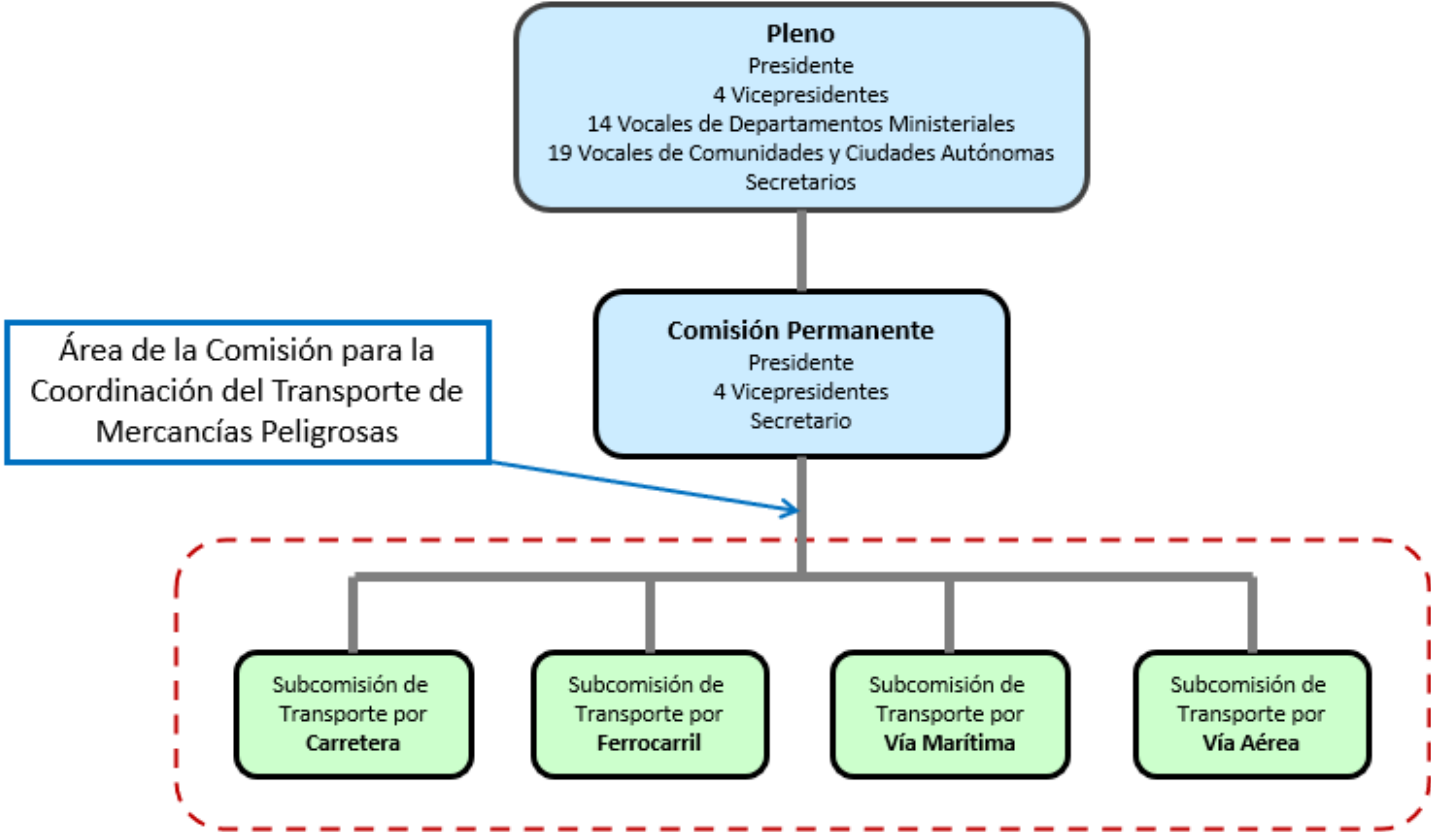 Pleno
Presidente
4 Vicepresidentes
14 Vocales de Departamentos Ministeriales
19 Vocales de Comunidades y Ciudades Autónomas
Secretarios
Comisión Permanente
Presidente
4 Vicepresidentes
Secretario
Área de la Comisión para la
Coordinación del Transporte de
Mercancías Peligrosas
Subcomisión de
Transporte por
Carretera
Subcomisión de
Transporte por
Ferrocarril
Subcomisión de
Transporte por
Vía Marítima
Subcomisión de
Transporte por
Vía Aérea